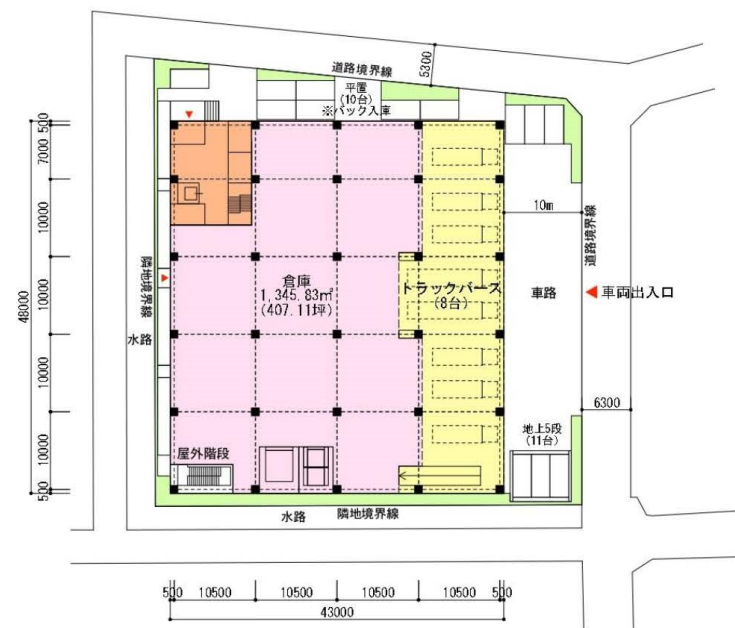 道路境界線
5300
平置
(10台)
※バック入庫
500
7000
10000
10000
10000
10000
500
48000
隣地境界線
水路
倉庫
1,345.83㎡
(407.11坪)
トラックバース
(8台)
10m
車路
道路境界線
車両出入口
6300
地上5段
(11台)
屋外階段
水路
隣地境界線
500
10500
10500
10500
10500
500
43000